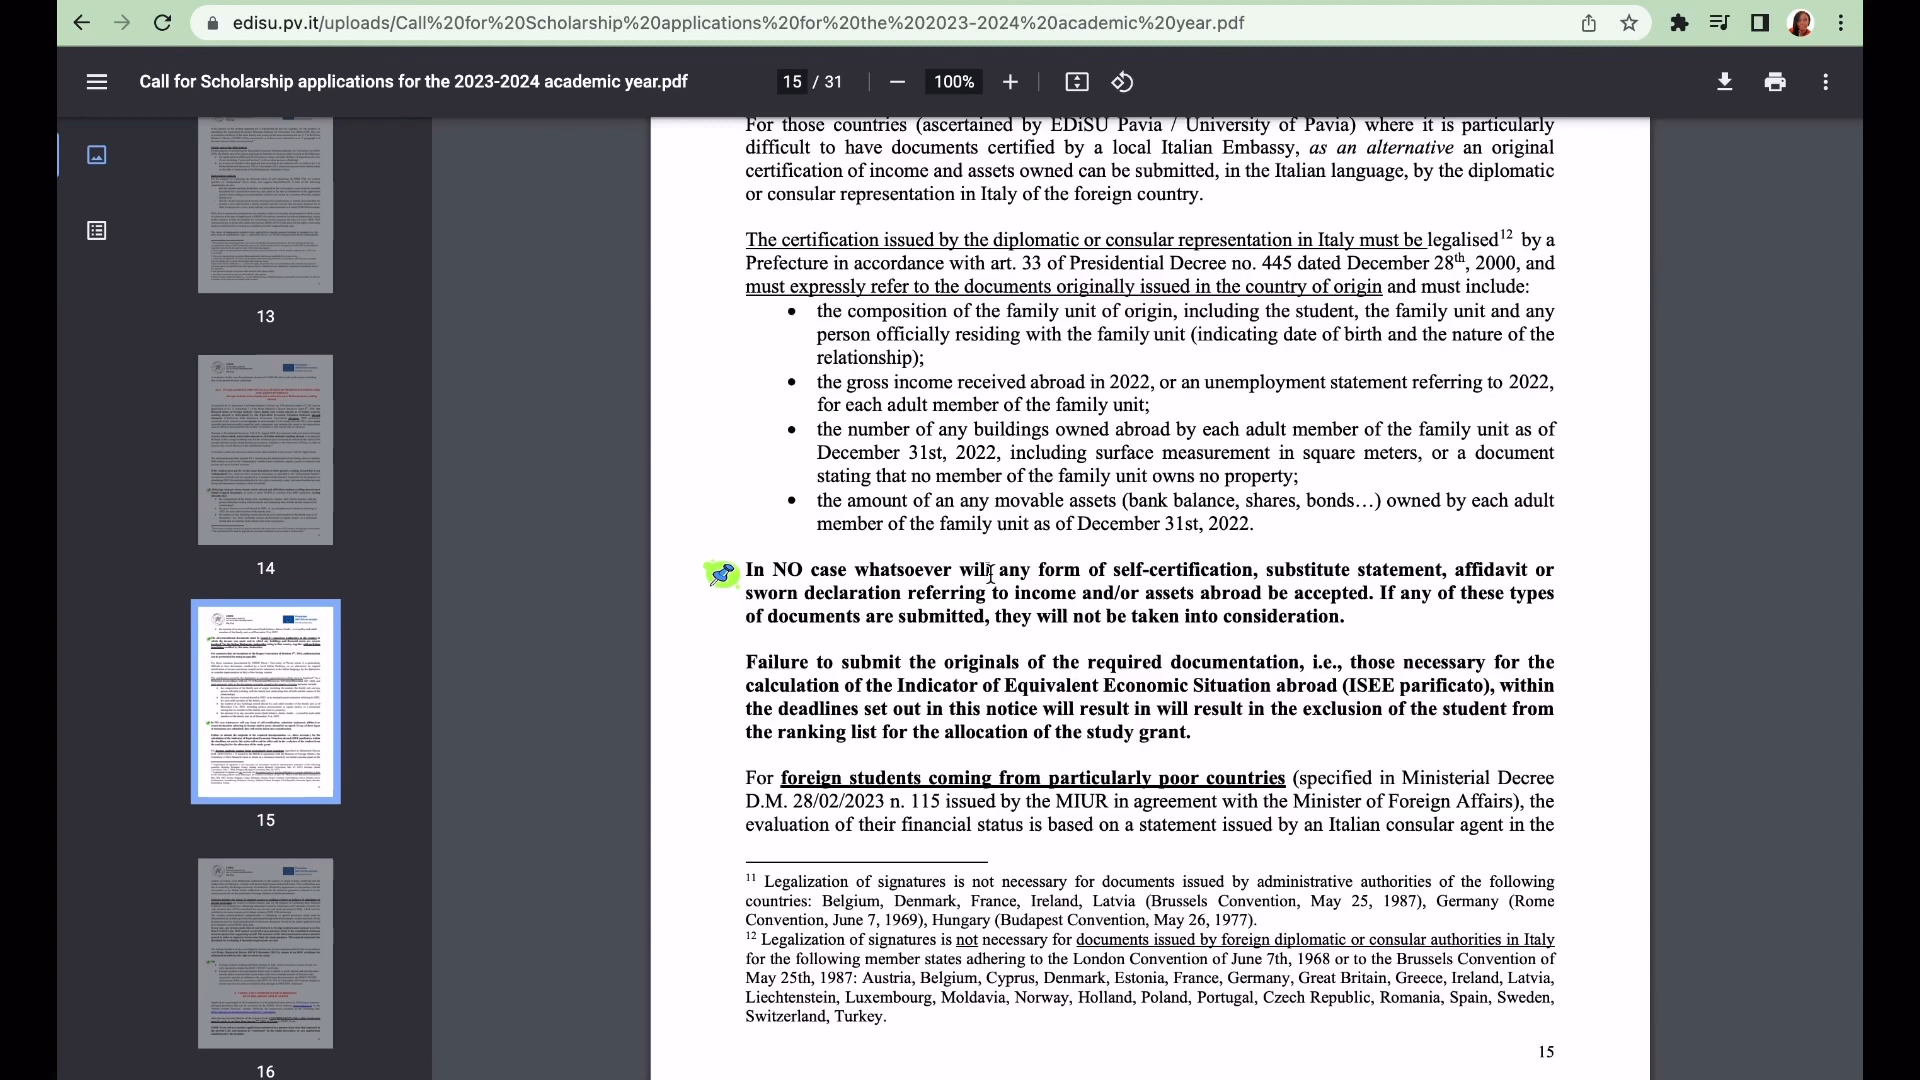 edisu.pv.it/uploads/Call%20for%20Scholarship%20applications%20for%20the%202023-2024%20academic%20year.pdf
Call for Scholarship applications for the 2023-2024 academic year.pdf
15 / 31
100%
13
14
15
16
For those countries (ascertained by EDiSU Pavia / University of Pavia) where it is particularly
difficult to have documents certified by a local Italian Embassy, as an alternative an original
certification of income and assets owned can be submitted, in the Italian language, by the diplomatic
or consular representation in Italy of the foreign country.
The certification issued by the diplomatic or consular representation in Italy must be legalised12 by a
Prefecture in accordance with art. 33 of Presidential Decree no. 445 dated December 28th, 2000, and
must expressly refer to the documents originally issued in the country of origin and must include:
• the composition of the family unit of origin, including the student, the family unit and any
person officially residing with the family unit (indicating date of birth and the nature of the
relationship);
• the gross income received abroad in 2022, or an unemployment statement referring to 2022,
for each adult member of the family unit;
• the number of any buildings owned abroad by each adult member of the family unit as of
December 31st, 2022, including surface measurement in square meters, or a document
stating that no member of the family unit owns no property;
• the amount of an any movable assets (bank balance, shares, bonds…) owned by each adult
member of the family unit as of December 31st, 2022.
In NO case whatsoever will any form of self-certification, substitute statement, affidavit or
sworn declaration referring to income and/or assets abroad be accepted. If any of these types
of documents are submitted, they will not be taken into consideration.
Failure to submit the originals of the required documentation, i.e., those necessary for the
calculation of the Indicator of Equivalent Economic Situation abroad (ISEE parificato), within
the deadlines set out in this notice will result in will result in the exclusion of the student from
the ranking list for the allocation of the study grant.
For foreign students coming from particularly poor countries (specified in Ministerial Decree
D.M. 28/02/2023 n. 115 issued by the MIUR in agreement with the Minister of Foreign Affairs), the
evaluation of their financial status is based on a statement issued by an Italian consular agent in the
11 Legalization of signatures is not necessary for documents issued by administrative authorities of the following
countries: Belgium, Denmark, France, Ireland, Latvia (Brussels Convention, May 25, 1987), Germany (Rome
Convention, June 7, 1969), Hungary (Budapest Convention, May 26, 1977).
12 Legalization of signatures is not necessary for documents issued by foreign diplomatic or consular authorities in Italy
for the following member states adhering to the London Convention of June 7th, 1968 or to the Brussels Convention of
May 25th, 1987: Austria, Belgium, Cyprus, Denmark, Estonia, France, Germany, Great Britain, Greece, Ireland, Latvia,
Liechtenstein, Luxembourg, Moldavia, Norway, Holland, Poland, Portugal, Czech Republic, Romania, Spain, Sweden,
Switzerland, Turkey.
15